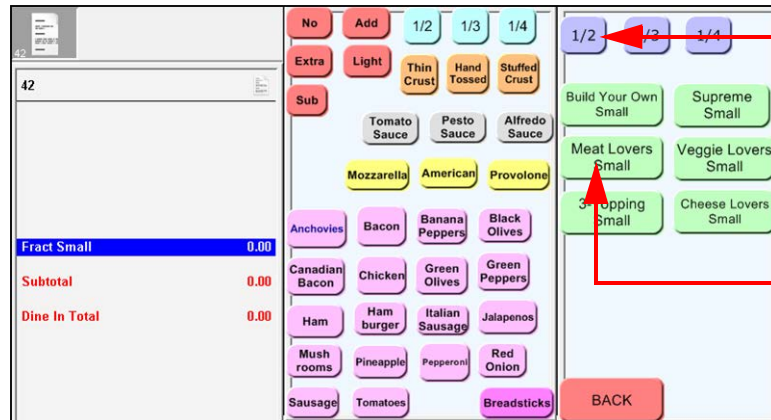 42
42
Fract Small 0.00
Subtotal 0.00
Dine In Total 0.00
No Add 1/2 1/3 1/4
Extra Light Thin Crust Hand Tossed Stuffed Crust
Sub
Tomato Sauce Pesto Sauce Alfredo Sauce
Mozzarella American Provolone
Anchovies Bacon Banana Peppers Black Olives
Canadian Bacon Chicken Green Olives Green Peppers
Ham Ham burger Italian Sausage Jalapenos
Mush rooms Pineapple Pepperoni Red Onion
Sausage Tomatoes Breadsticks
1/2 1/3 1/4
Build Your Own Small Supreme Small
Meat Lovers Small Veggie Lovers Small
3-Topping Small Cheese Lovers Small
BACK